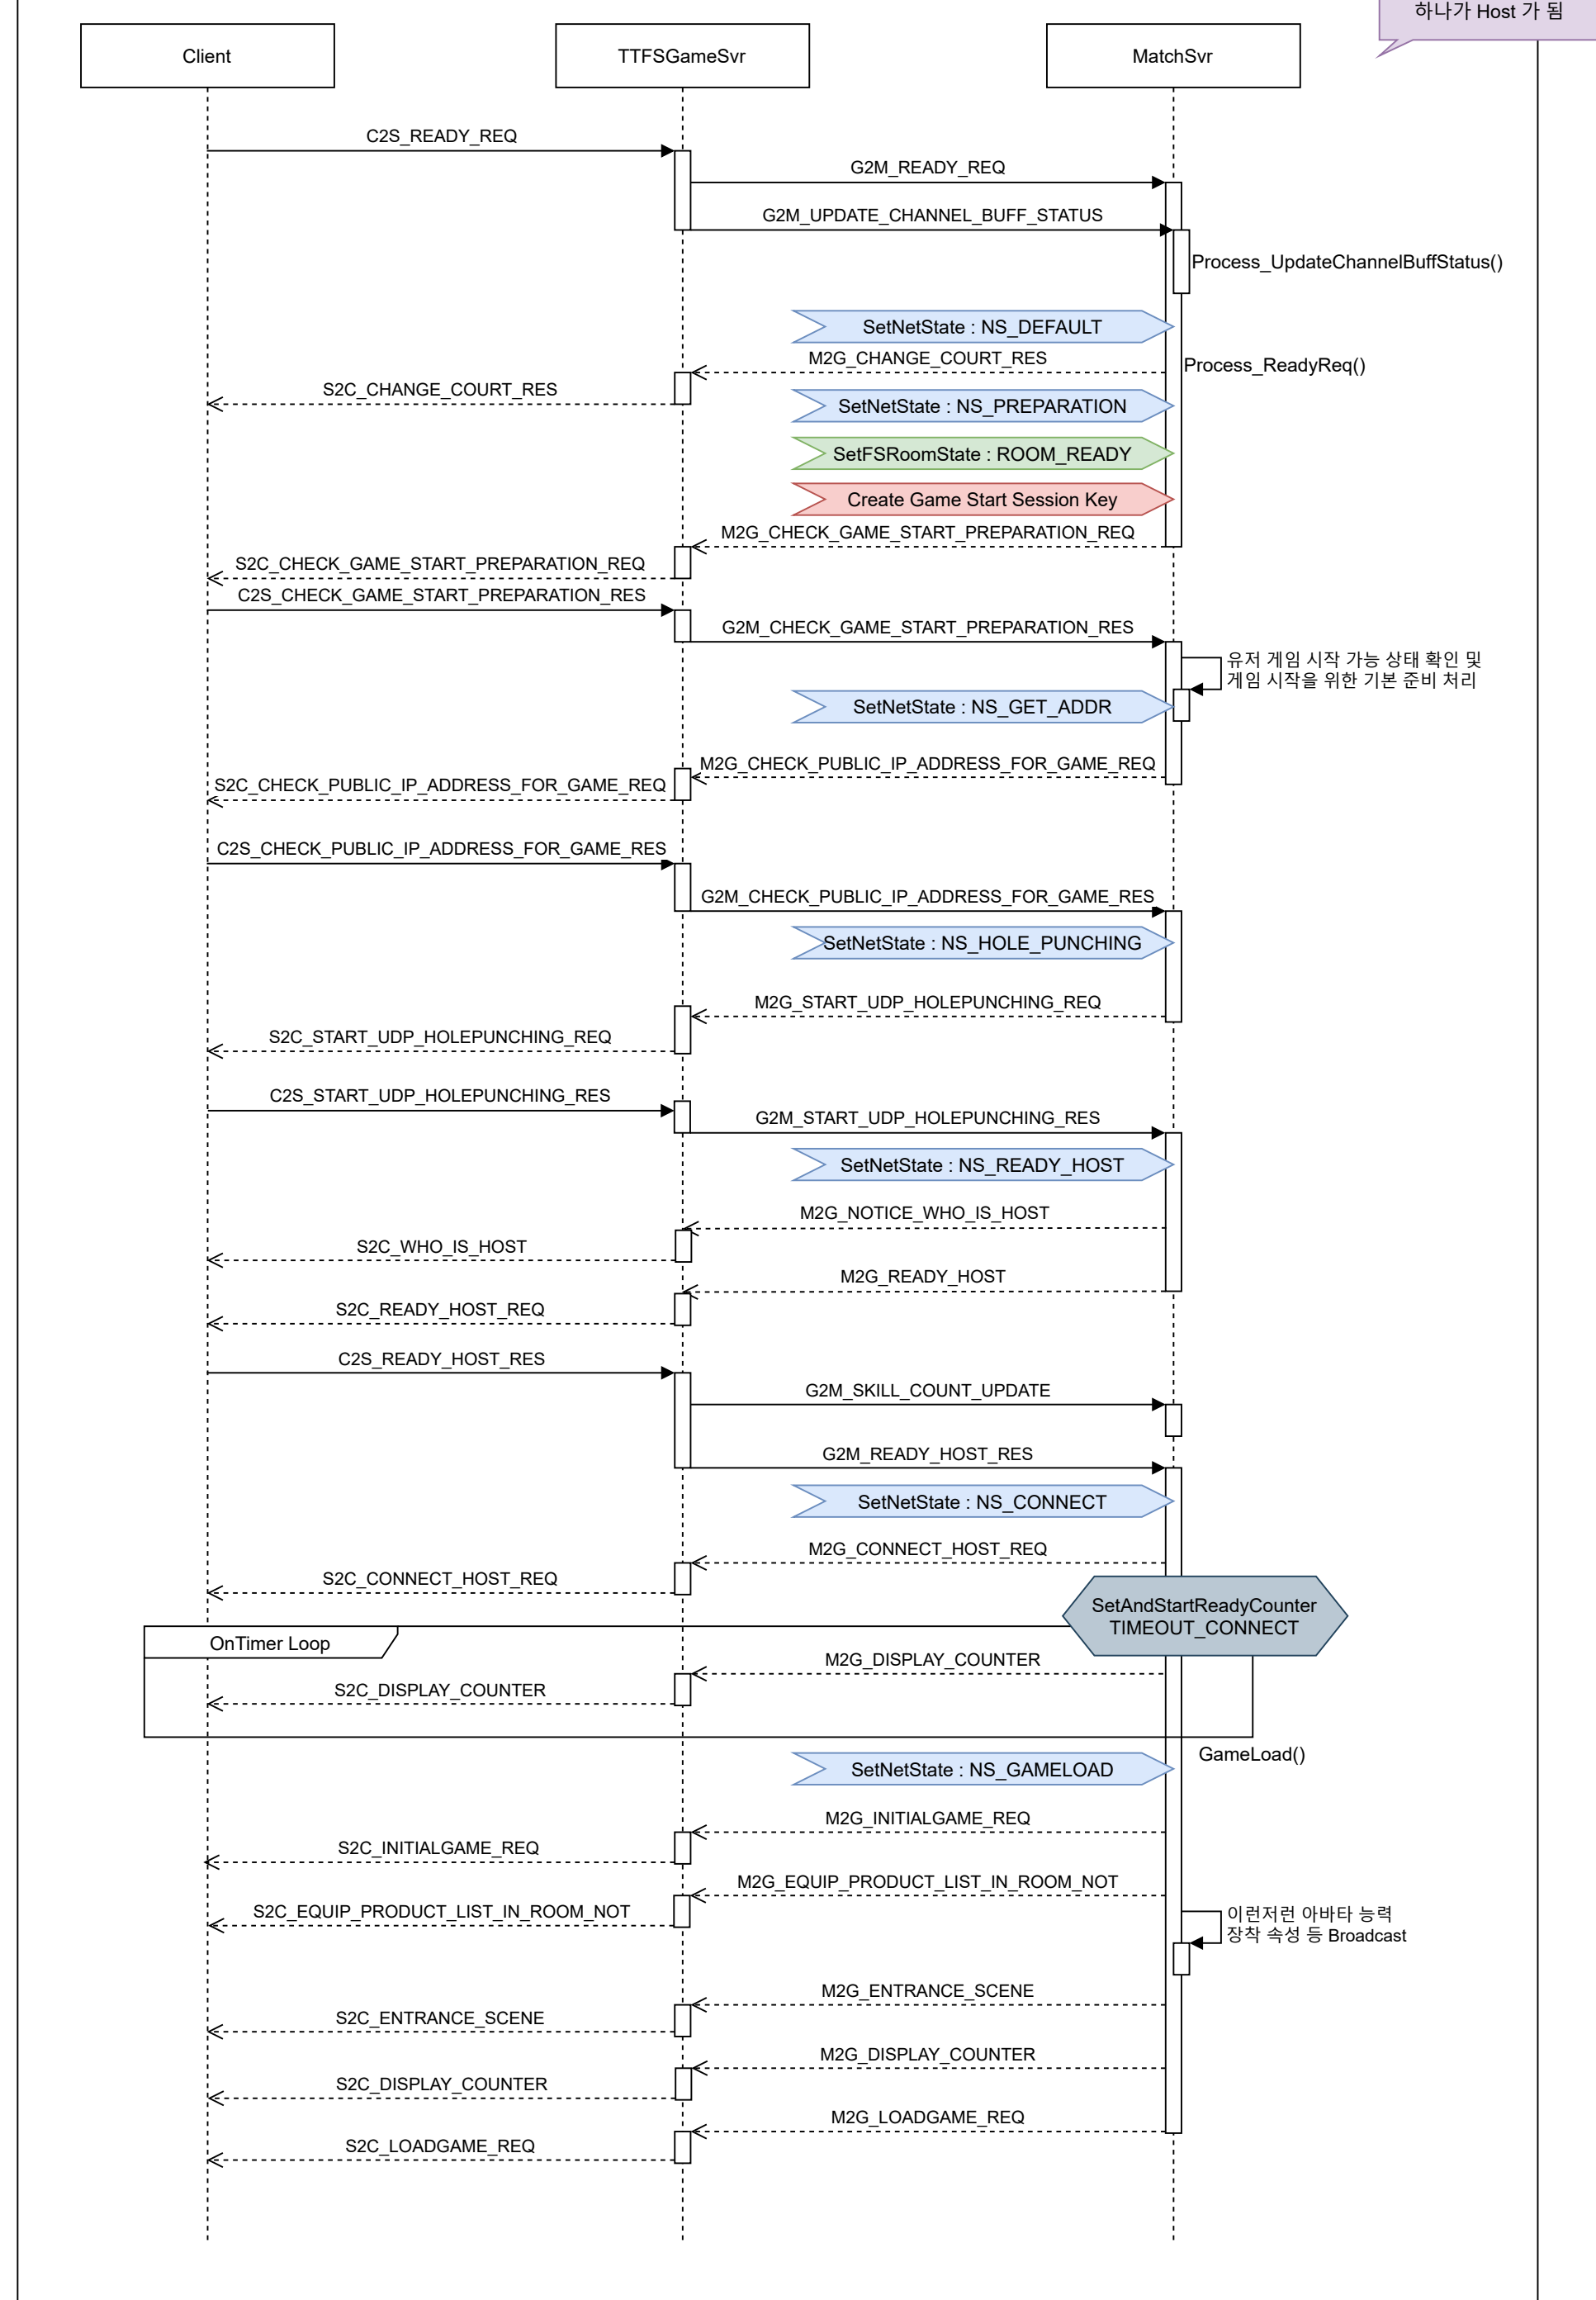 하나가 Host 가 됨
Client
TTFSGameSvr
MatchSvr
C2S_READY_REQ
G2M_READY_REQ
G2M_UPDATE_CHANNEL_BUFF_STATUS
Process_UpdateChannelBuffStatus()
SetNetState : NS_DEFAULT
M2G_CHANGE_COURT_RES
Process_ReadyReq()
S2C_CHANGE_COURT_RES
SetNetState : NS_PREPARATION
SetFSRoomState : ROOM_READY
Create Game Start Session Key
M2G_CHECK_GAME_START_PREPARATION_REQ
S2C_CHECK_GAME_START_PREPARATION_REQ
C2S_CHECK_GAME_START_PREPARATION_RES
G2M_CHECK_GAME_START_PREPARATION_RES
유저 게임 시작 가능 상태 확인 및
게임 시작을 위한 기본 준비 처리
SetNetState : NS_GET_ADDR
M2G_CHECK_PUBLIC_IP_ADDRESS_FOR_GAME_REQ
S2C_CHECK_PUBLIC_IP_ADDRESS_FOR_GAME_REQ
C2S_CHECK_PUBLIC_IP_ADDRESS_FOR_GAME_RES
G2M_CHECK_PUBLIC_IP_ADDRESS_FOR_GAME_RES
SetNetState : NS_HOLE_PUNCHING
M2G_START_UDP_HOLEPUNCHING_REQ
S2C_START_UDP_HOLEPUNCHING_REQ
C2S_START_UDP_HOLEPUNCHING_RES
G2M_START_UDP_HOLEPUNCHING_RES
SetNetState : NS_READY_HOST
M2G_NOTICE_WHO_IS_HOST
S2C_WHO_IS_HOST
M2G_READY_HOST
S2C_READY_HOST_REQ
C2S_READY_HOST_RES
G2M_SKILL_COUNT_UPDATE
G2M_READY_HOST_RES
SetNetState : NS_CONNECT
M2G_CONNECT_HOST_REQ
S2C_CONNECT_HOST_REQ
SetAndStartReadyCounter
TIMEOUT_CONNECT
OnTimer Loop
M2G_DISPLAY_COUNTER
S2C_DISPLAY_COUNTER
GameLoad()
SetNetState : NS_GAMELOAD
M2G_INITIALGAME_REQ
S2C_INITIALGAME_REQ
M2G_EQUIP_PRODUCT_LIST_IN_ROOM_NOT
S2C_EQUIP_PRODUCT_LIST_IN_ROOM_NOT
이런저런 아바타 능력
장착 속성 등 Broadcast
M2G_ENTRANCE_SCENE
S2C_ENTRANCE_SCENE
M2G_DISPLAY_COUNTER
S2C_DISPLAY_COUNTER
M2G_LOADGAME_REQ
S2C_LOADGAME_REQ